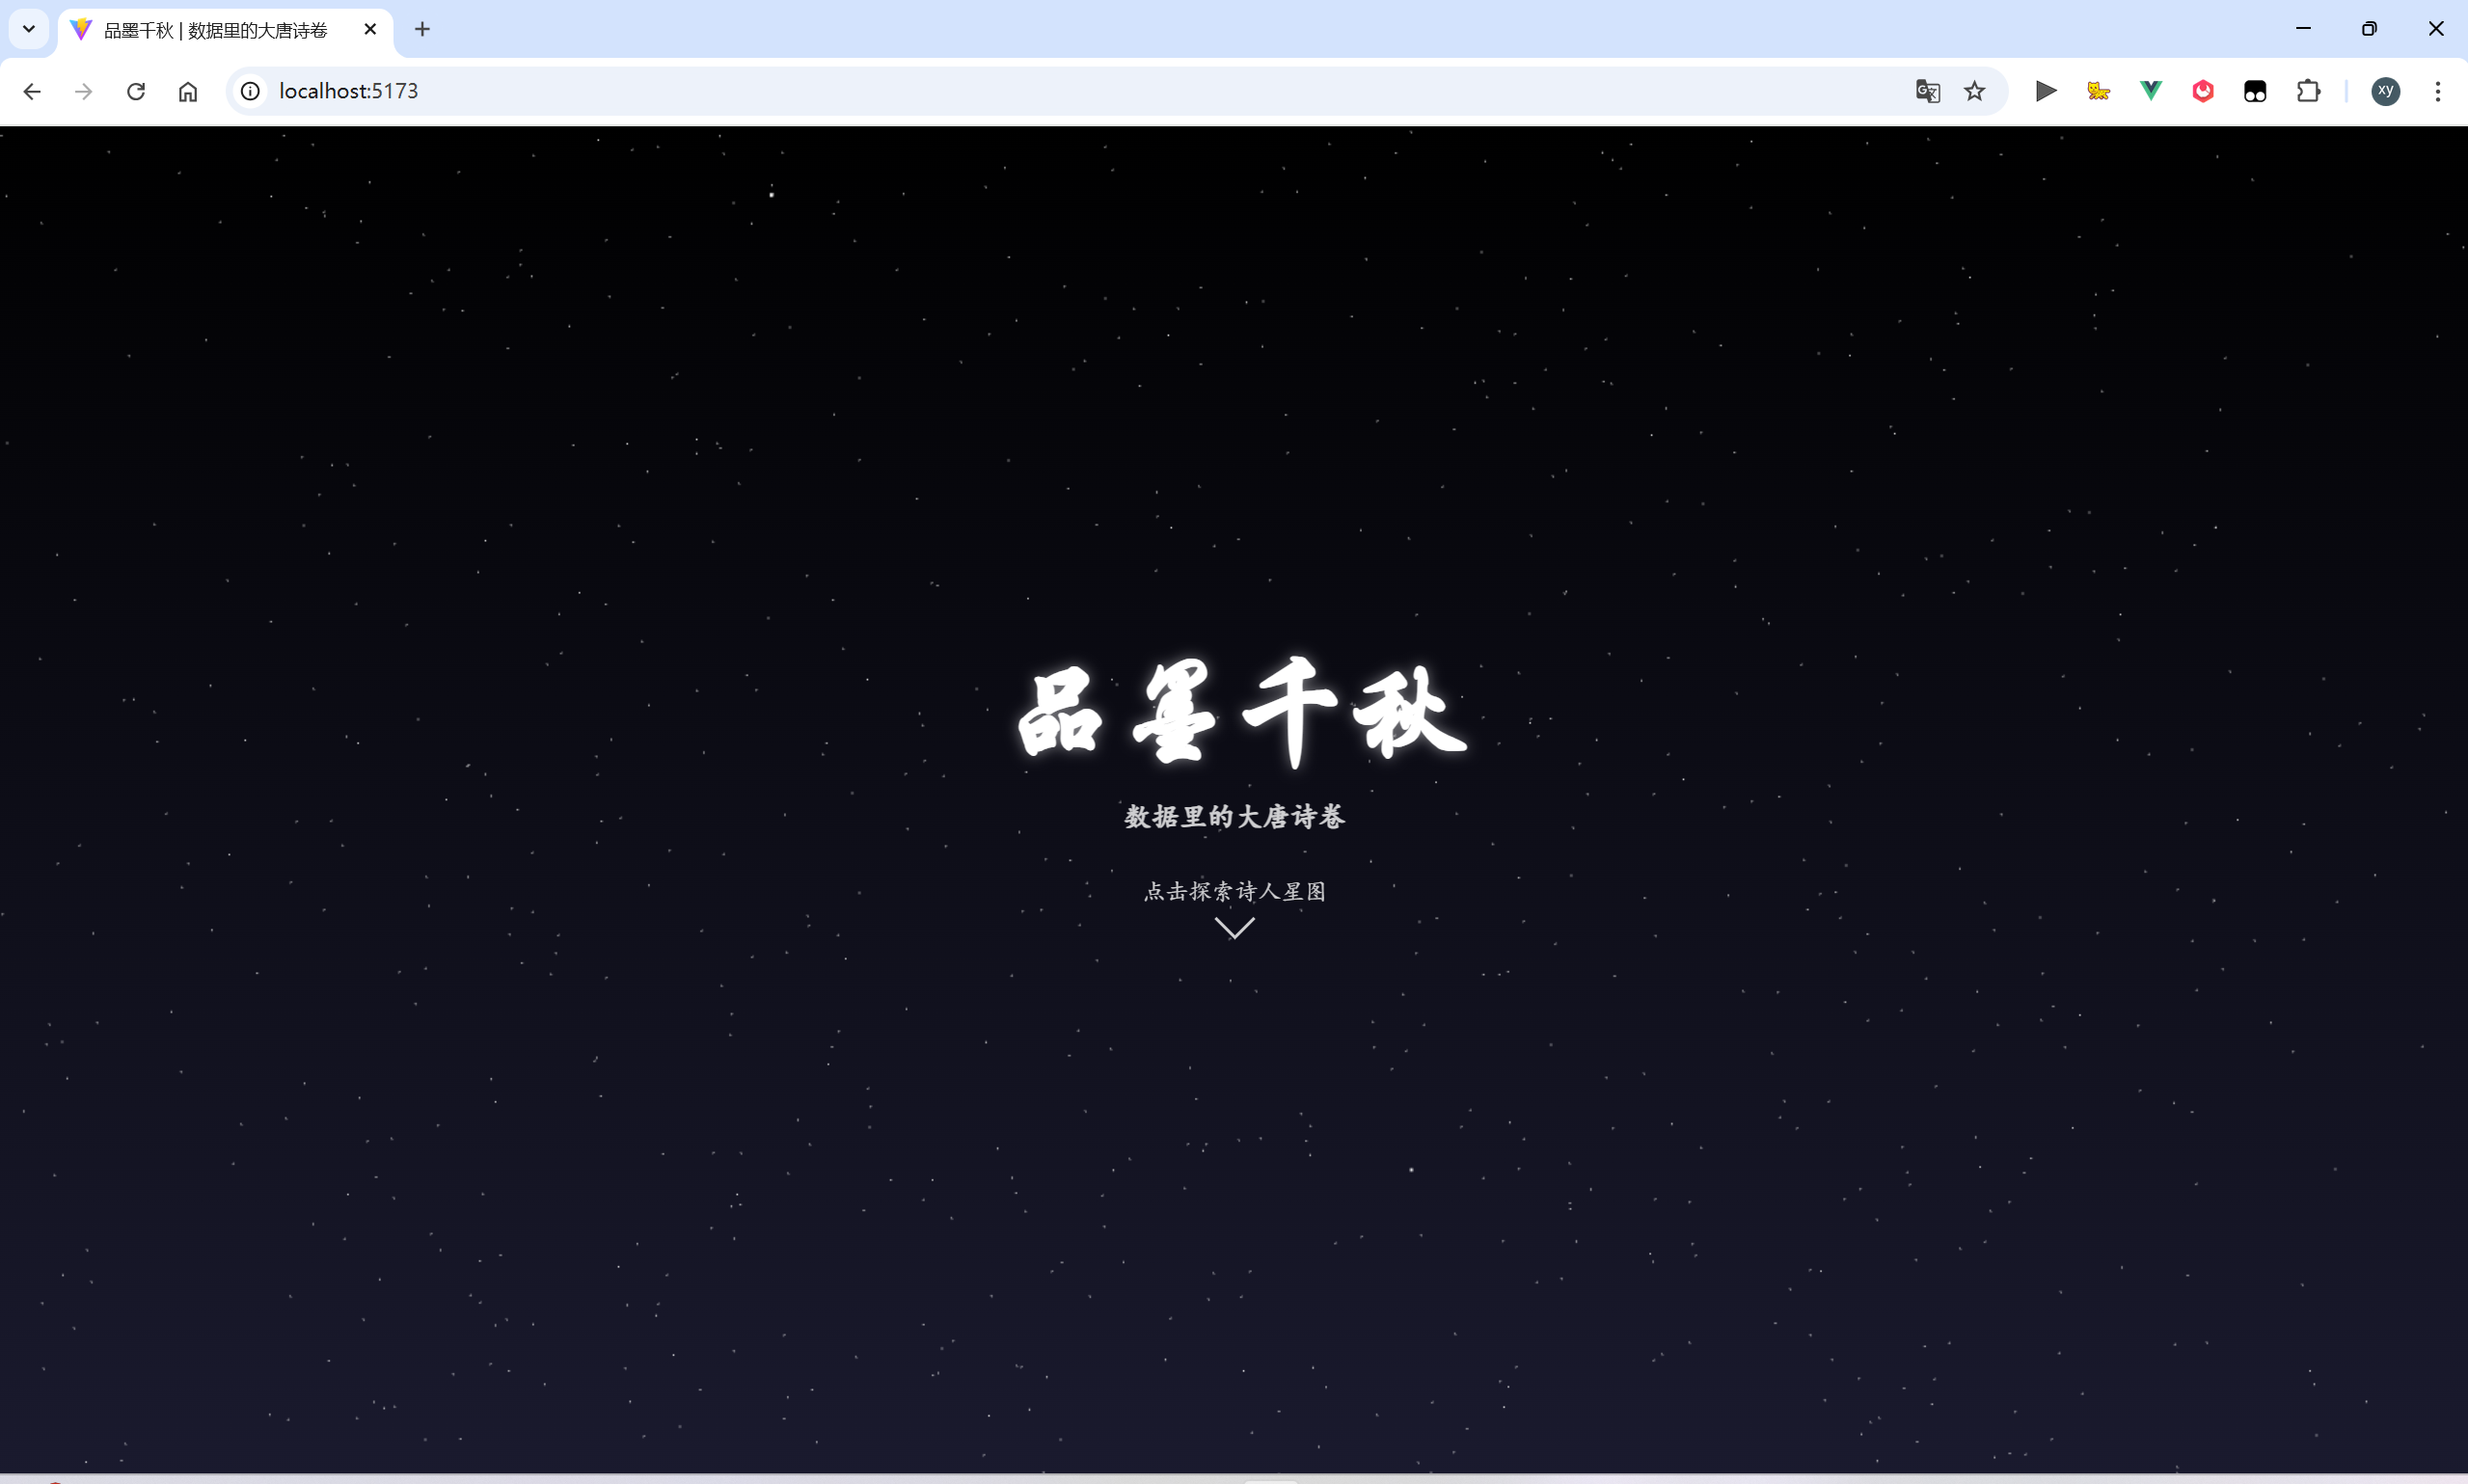 品墨千秋 | 数据里的大唐诗卷
localhost:5173
xy
品墨千秋
数据里的大唐诗卷
点击探索诗人星图